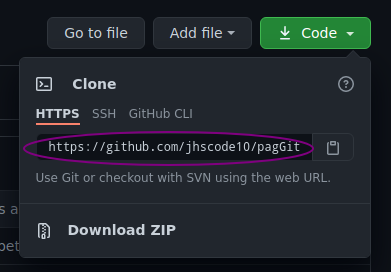 Go to file
Add file
Code
Clone
HTTPS
SSH
GitHub CLI
https://github.com/jhscode10/pagGit
Use Git or checkout with SVN using the web URL.
Download ZIP
s a
pet